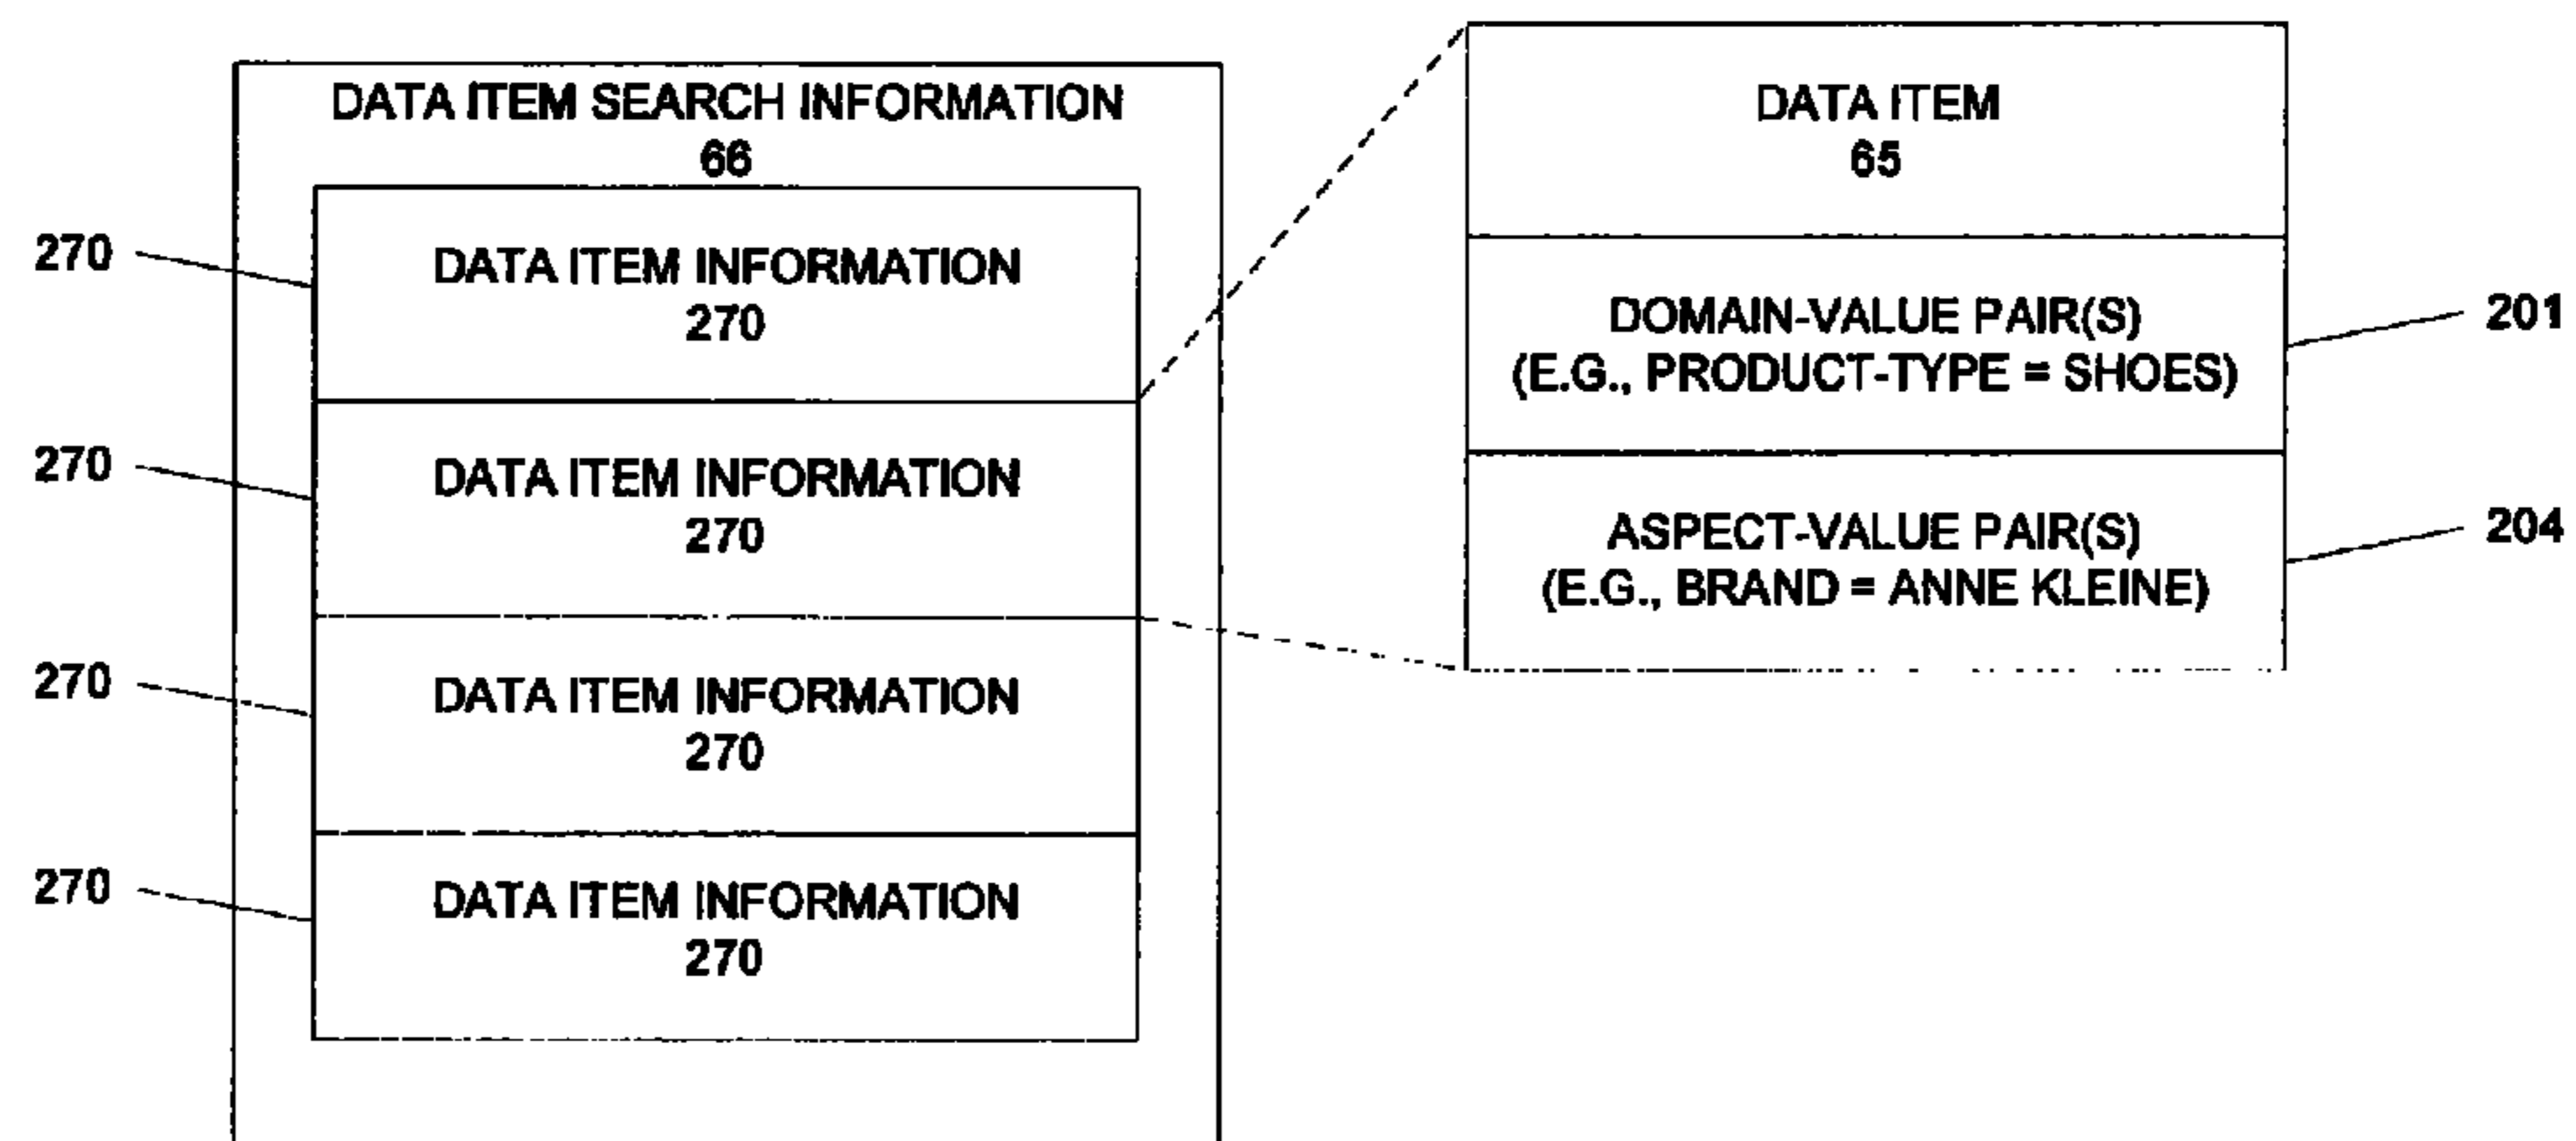 DATA ITEM SEARCH INFORMATION
66
270
DATA ITEM INFORMATION
270
270
DATA ITEM INFORMATION
270
270
DATA ITEM INFORMATION
270
270
DATA ITEM INFORMATION
270
DATA ITEM
65
DOMAIN-VALUE PAIR(S)
(E.G., PRODUCT-TYPE = SHOES)
201
ASPECT-VALUE PAIR(S)
(E.G., BRAND = ANNE KLEINE)
204